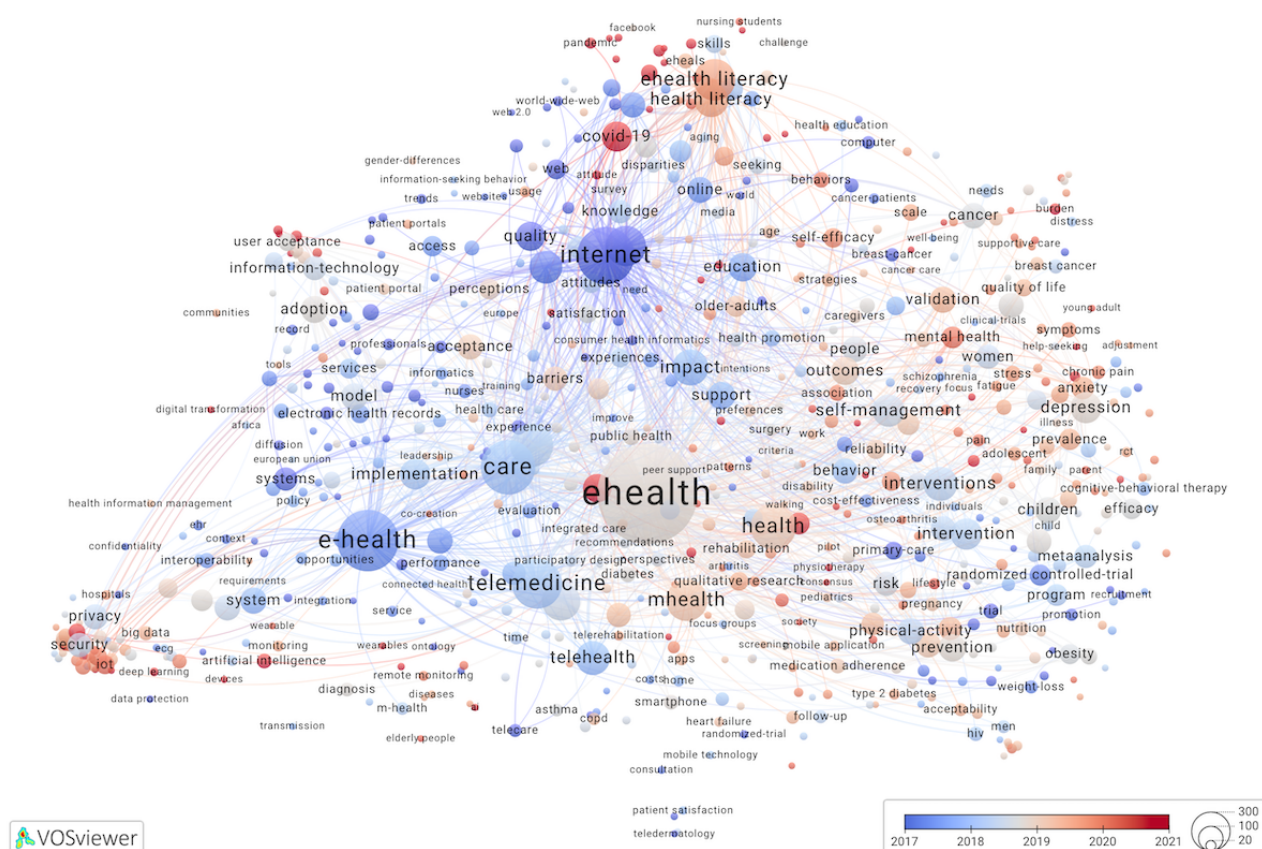 nursing students
facebook
pandemic
skills
challenge
eheals
ehealth literacy
health literacy
world-wide-web
web 2.0
health education
covid-19
aging
computer
gender-differences
disparities
seeking
web
attitude
information-seeking behavior
behaviors
survey
usage
online
world
needs
trends
websites
cancer-patients
knowledge
media
scale
cancer
burden
distress
patient portals
quality
age
self-efficacy
well-being
user acceptance
access
supportive care
internet
breast-cancer
information-technology
education
cancer care
breast cancer
attitudes
need
strategies
patient portal
perceptions
quality of life
validation
communities
adoption
europe
satisfaction
older-adults
caregivers
clinical-trials
young-adult
record
symptoms
professionals
acceptance
consumer health informatics
health promotion
mental health
help-seeking
adjustment
people
experiences
women
tools
services
informatics
barriers
impact
intentions
outcomes
schizophrenia
stress
chronic pain
recovery focus
fatigue
anxiety
model
nurses
training
support
association
digital transformation
electronic health records
health care
preferences
self-management
depression
africa
improve
illness
experience
public health
surgery
work
diffusion
pain
prevalence
leadership
criteria
reliability
adolescent
rct
european union
implementation
care
peer support
patterns
behavior
family
parent
systems
disability
interventions
cognitive-behavioral therapy
ehealth
policy
cost-effectiveness
health information management
evaluation
walking
individuals
children
efficacy
co-creation
osteoarthritis
ehr
integrated care
health
child
context
e-health
recommendations
intervention
confidentiality
rehabilitation
pilot
primary-care
interoperability
opportunities
performance
participatory design
perspectives
metaanalysis
arthritis
physiotherapy
diabetes
randomized controlled-trial
requirements
connected health
telemedicine
qualitative research
consensus
risk
lifestyle
hospitals
system
integration
mhealth
pediatrics
pregnancy
program
recruitment
privacy
service
trial
promotion
wearable
focus groups
society
big data
time
telerehabilitation
physical-activity
nutrition
security
ecg
monitoring
wearables
ontology
screening
mobile application
prevention
iot
artificial intelligence
telehealth
apps
obesity
deep learning
remote monitoring
medication adherence
devices
costs
home
weight-loss
diagnosis
diseases
type 2 diabetes
data protection
m-health
ai
asthma
smartphone
acceptability
copd
heart failure
follow-up
transmission
telecare
men
elderly people
randomized-trial
hiv
mobile technology
consultation
patient satisfaction
teledermatology
VOSviewer
2017 2018 2019 2020 2021
300
100
20